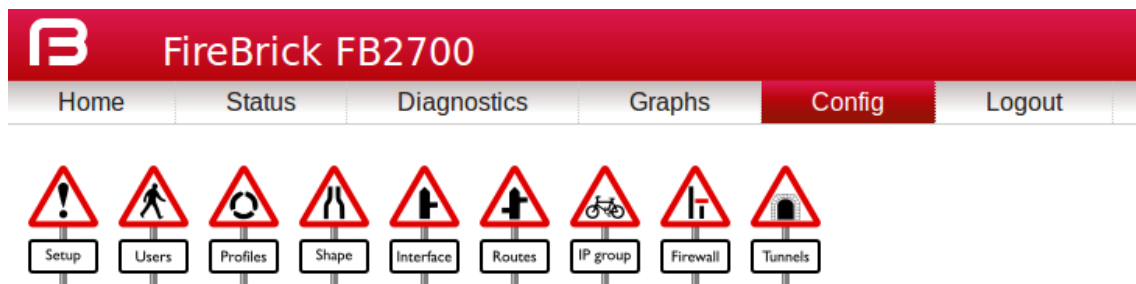 FireBrick FB2700
Home Status Diagnostics Graphs Config Logout
Setup Users Profiles Shape Interface Routes IP group Firewall Tunnels